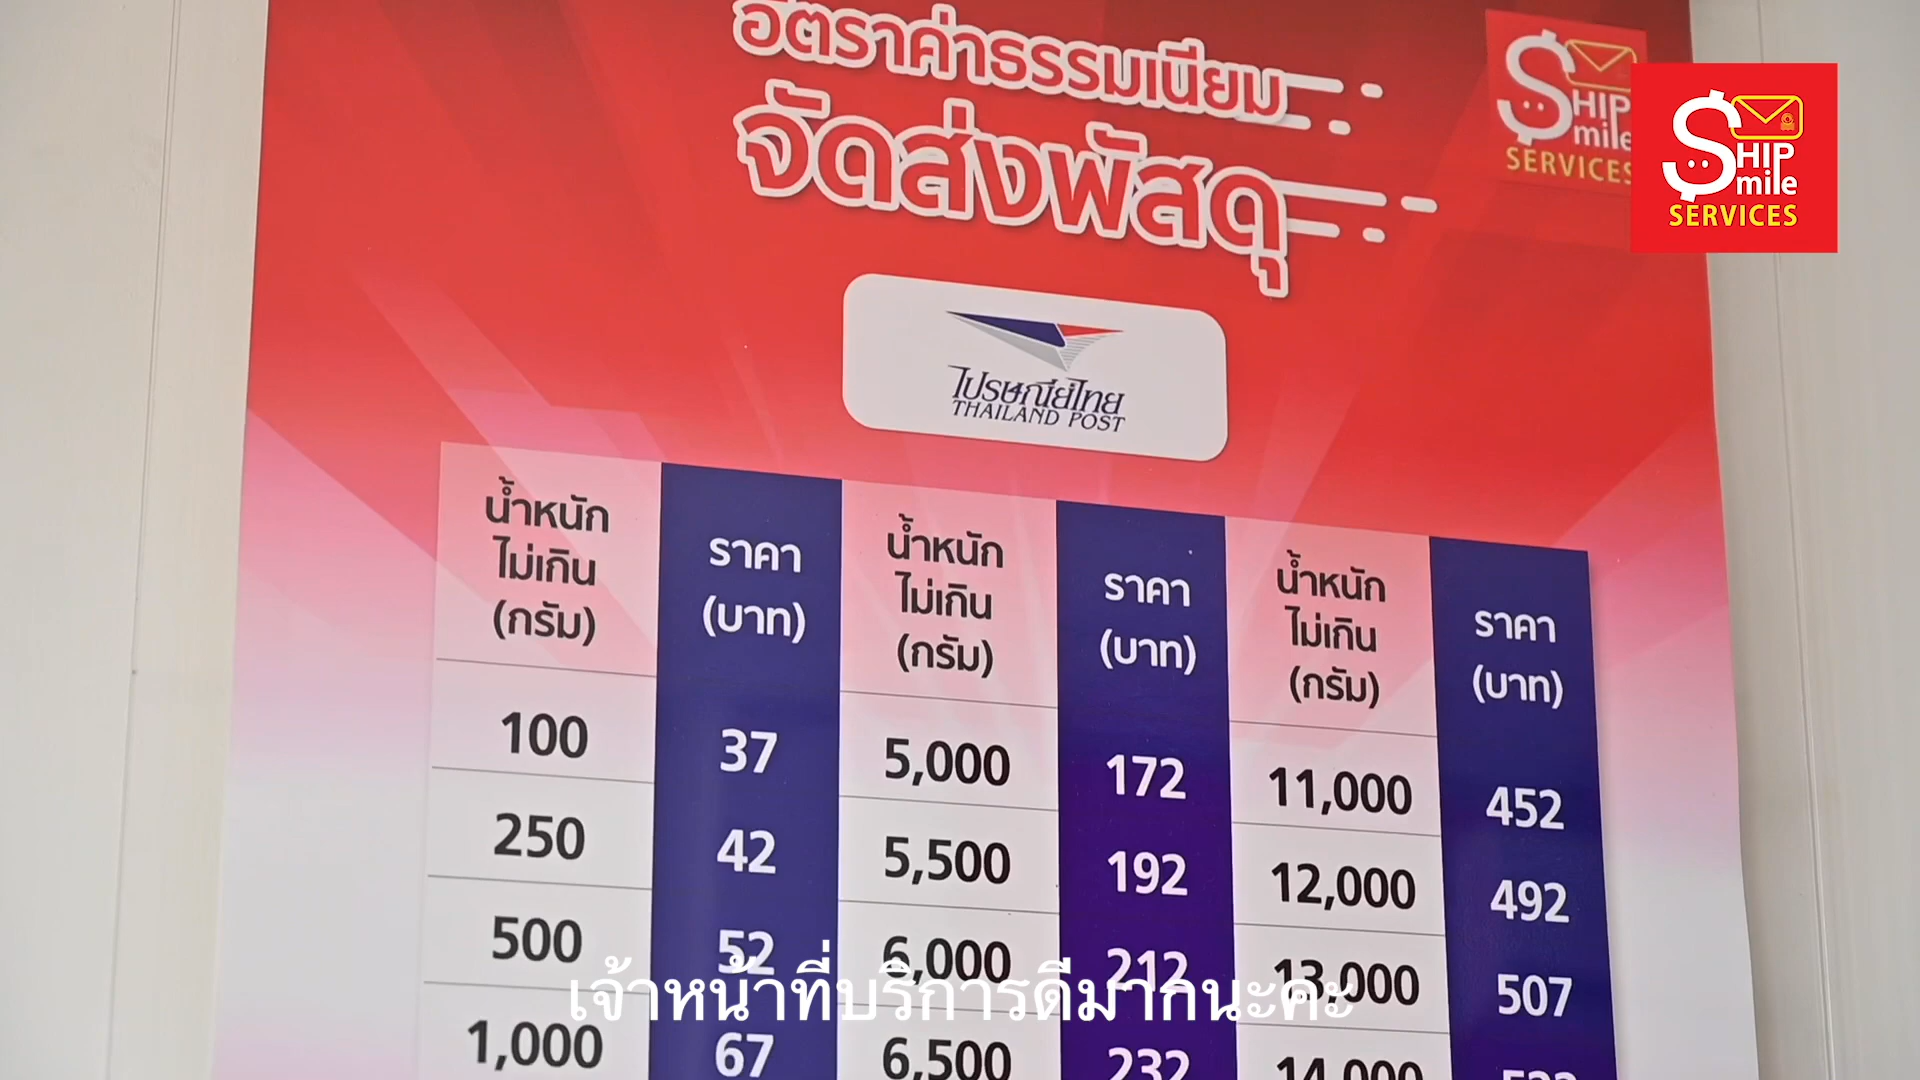 อัตราค่าธรรมเนียม
จัดส่งพัสดุ
SHIP
Smile
SERVICES
SHIP
Smile
SERVICES
ไปรษณีย์ไทย
THAILAND POST
น้ำหนัก ไม่เกิน (กรัม) ราคา (บาท) น้ำหนัก ไม่เกิน (กรัม) ราคา (บาท) น้ำหนัก ไม่เกิน (กรัม) ราคา (บาท)
100 37 5,000 172 11,000 452
250 42 5,500 192 12,000 492
500 52 6,000 212 13,000 507
1,000 67 6,500 232 14,000
เจ้าหน้าที่บริการดีมากนะคะ